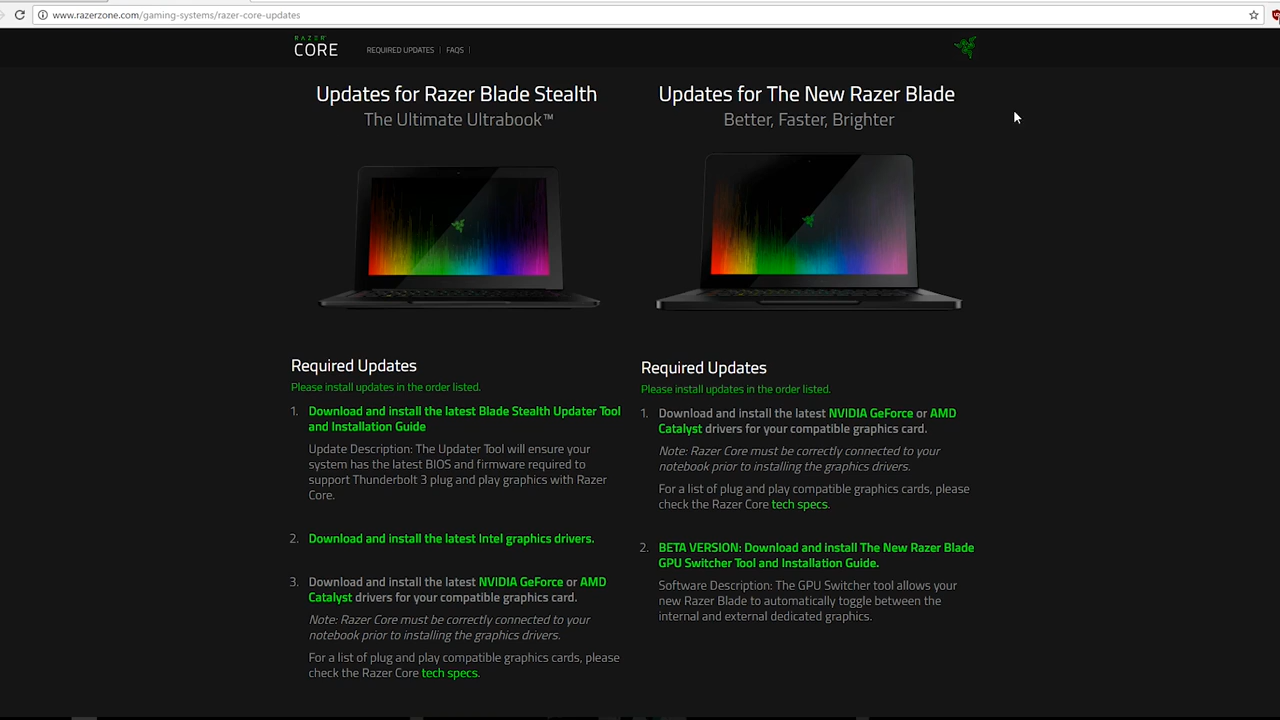 www.razerzone.com/gaming-systems/razer-core-updates
RAZER
CORE
REQUIRED UPDATES | FAQS |
Updates for Razer Blade Stealth
The Ultimate Ultrabook™
Required Updates
Please install updates in the order listed.
1. Download and install the latest Blade Stealth Updater Tool
and Installation Guide
Update Description: The Updater Tool will ensure your
system has the latest BIOS and firmware required to
support Thunderbolt 3 plug and play graphics with Razer
Core.
2. Download and install the latest Intel graphics drivers.
3. Download and install the latest NVIDIA GeForce or AMD
Catalyst drivers for your compatible graphics card.
Note: Razer Core must be correctly connected to your
notebook prior to installing the graphics drivers.
For a list of plug and play compatible graphics cards, please
check the Razer Core tech specs.
Updates for The New Razer Blade
Better, Faster, Brighter
Required Updates
Please install updates in the order listed.
1. Download and install the latest NVIDIA GeForce or AMD
Catalyst drivers for your compatible graphics card.
Note: Razer Core must be correctly connected to your
notebook prior to installing the graphics drivers.
For a list of plug and play compatible graphics cards, please
check the Razer Core tech specs.
2. BETA VERSION: Download and install The New Razer Blade
GPU Switcher Tool and Installation Guide.
Software Description: The GPU Switcher tool allows your
new Razer Blade to automatically toggle between the
internal and external dedicated graphics.